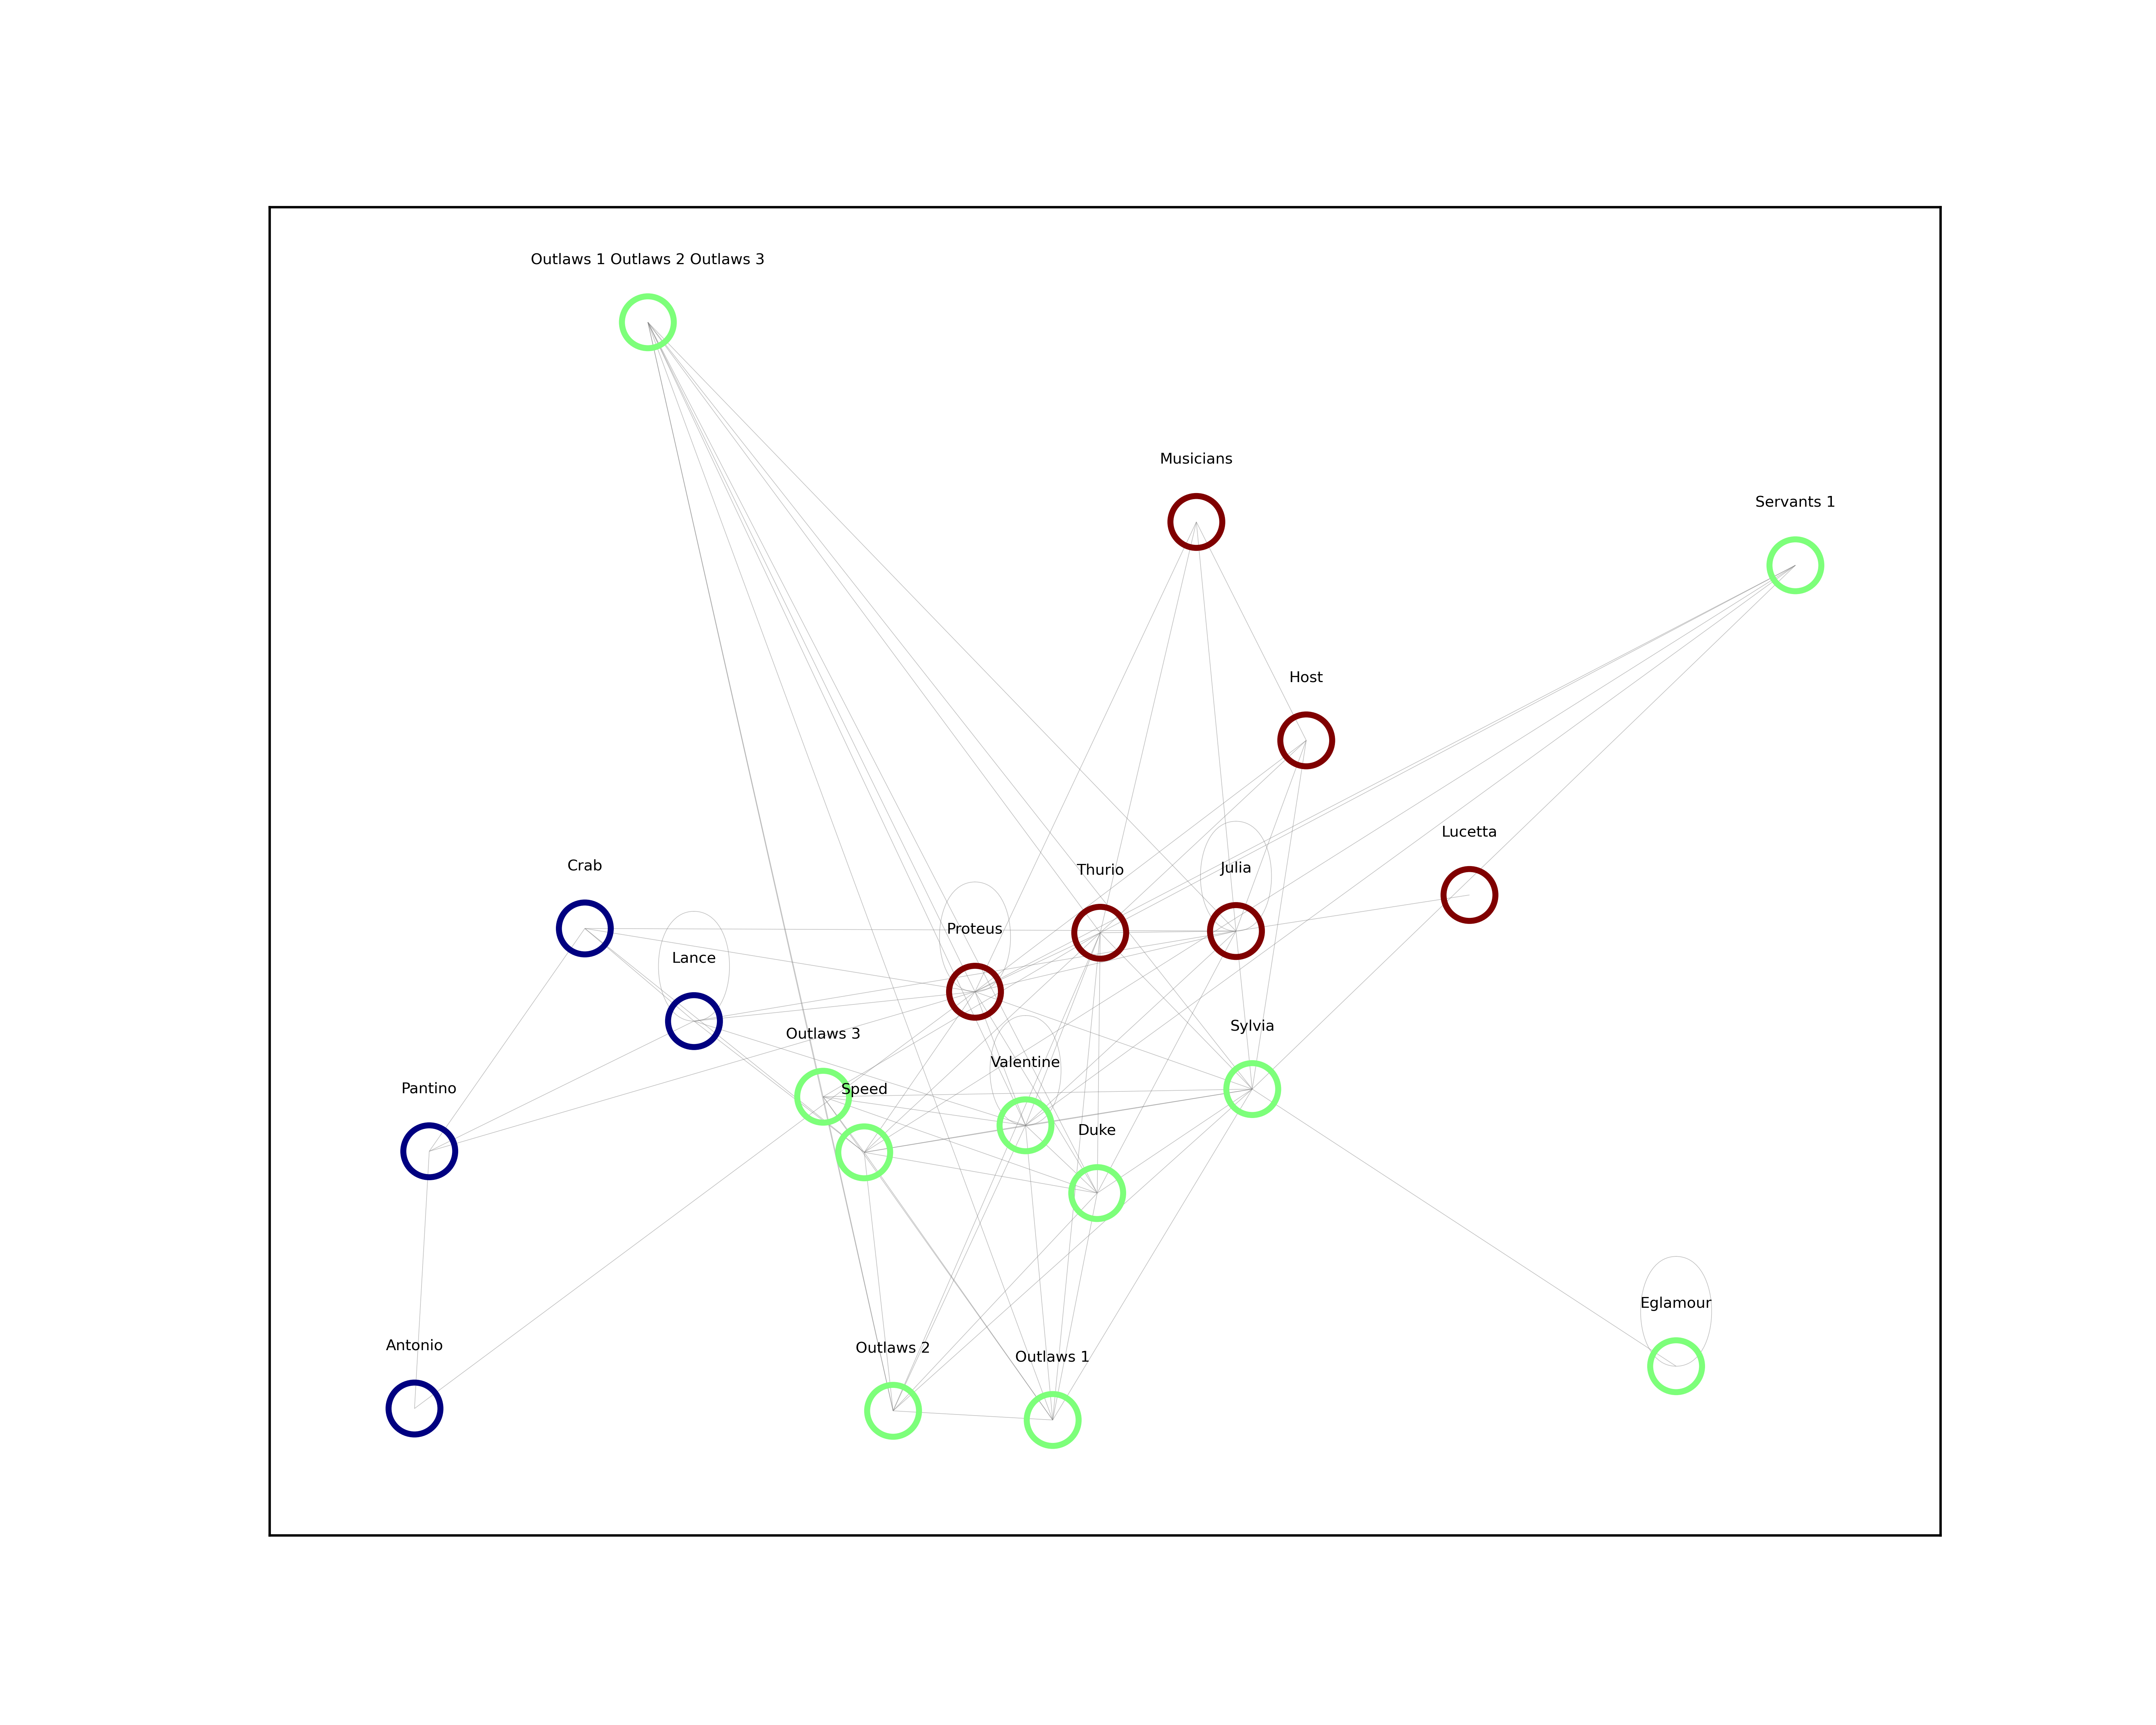 Outlaws 1 Outlaws 2 Outlaws 3
Musicians
Servants 1
Host
Lucetta
Crab
Thurio
Julia
Proteus
Lance
Outlaws 3
Sylvia
Valentine
Pantino
Speed
Duke
Eglamour
Antonio
Outlaws 2
Outlaws 1